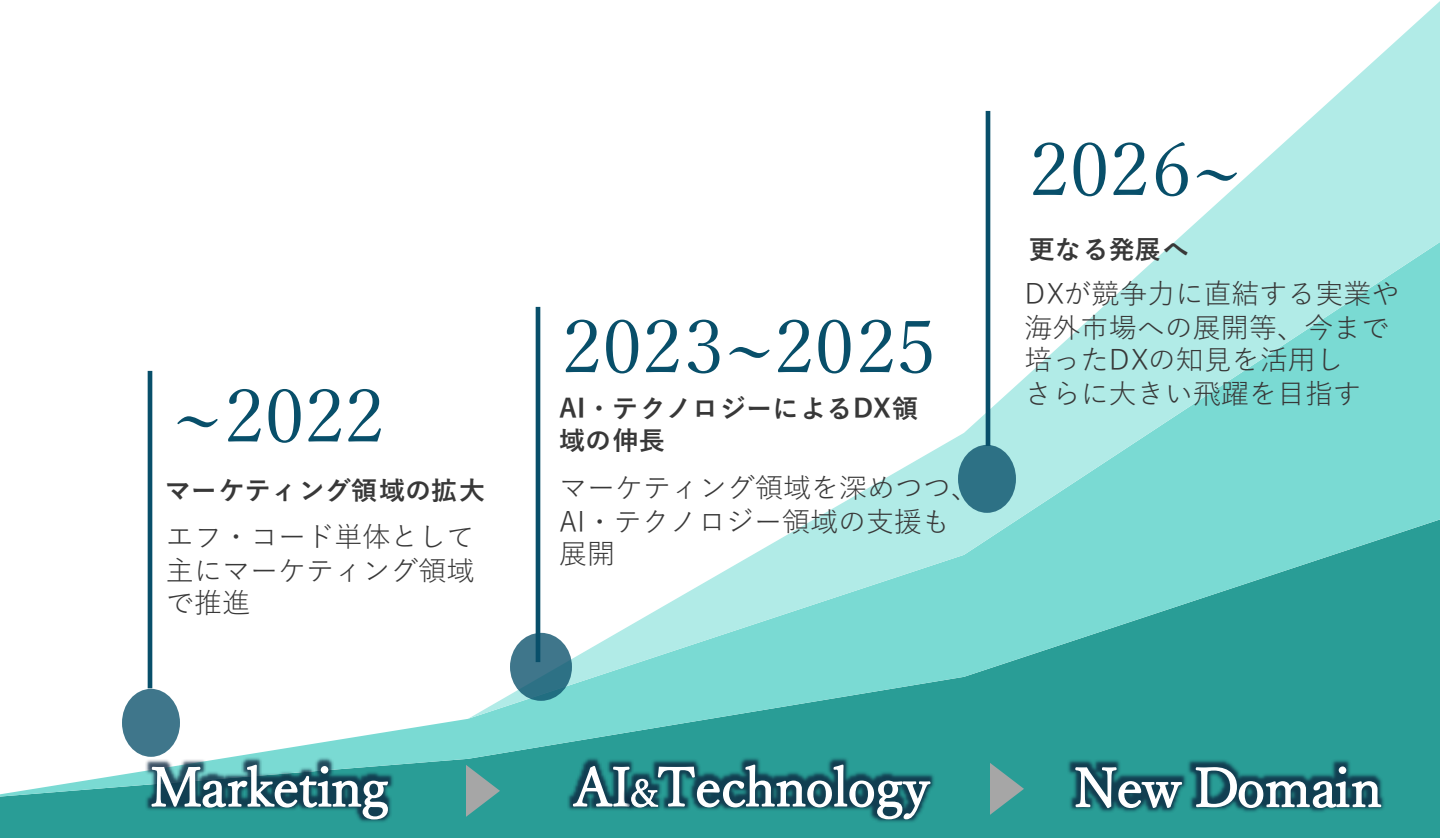 ~2022
マーケティング領域の拡大
エフ・コード単体として
主にマーケティング領域
で推進
2023~2025
AI・テクノロジーによるDX領
域の伸長
マーケティング領域を深めつつ、
AI・テクノロジー領域の支援も
展開
2026~
更なる発展へ
DXが競争力に直結する実業や
海外市場への展開等、今まで
培ったDXの知見を活用し
さらに大きい飛躍を目指す
Marketing
AI&Technology
New Domain